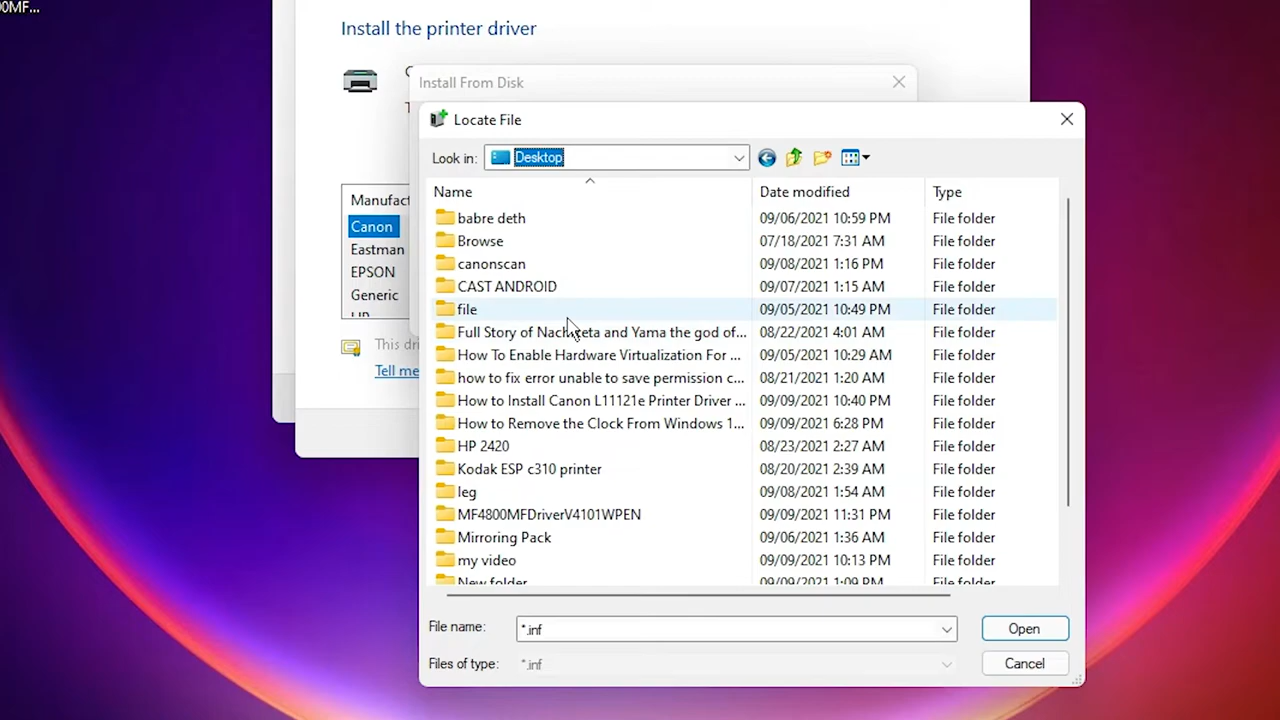 00MF...
Install the printer driver
Install From Disk
Manufact
Canon
Eastman
EPSON
Generic
This dri
Tell me
Locate File
Look in: Desktop
Name Date modified Type
babre deth 09/06/2021 10:59 PM File folder
Browse 07/18/2021 7:31 AM File folder
canonscan 09/08/2021 1:16 PM File folder
CAST ANDROID 09/07/2021 1:15 AM File folder
file 09/05/2021 10:49 PM File folder
Full Story of Nachiketa and Yama the god of... 08/22/2021 4:01 AM File folder
How To Enable Hardware Virtualization For ... 09/05/2021 10:29 AM File folder
how to fix error unable to save permission c... 08/21/2021 1:20 AM File folder
How to Install Canon L11121e Printer Driver ... 09/09/2021 10:40 PM File folder
How to Remove the Clock From Windows 1... 09/09/2021 6:28 PM File folder
HP 2420 08/23/2021 2:27 AM File folder
Kodak ESP c310 printer 08/20/2021 2:39 AM File folder
leg 09/08/2021 1:54 AM File folder
MF4800MFDriverV4101WPEN 09/09/2021 11:31 PM File folder
Mirroring Pack 09/06/2021 1:36 AM File folder
my video 09/09/2021 10:13 PM File folder
New folder 09/09/2021 1:09 PM File folder
File name: *.inf Open
Files of type: *.inf Cancel